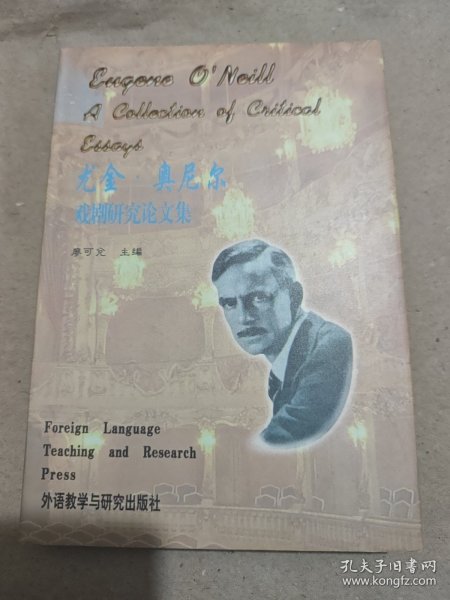 Eugene O'Neill
A Collection of Critical
Essays
尤金·奥尼尔
戏剧研究论文集
廖可兑 主编
Foreign Language
Teaching and Research
Press
外语教学与研究出版社
孔夫子旧书网
www.kongfz.com